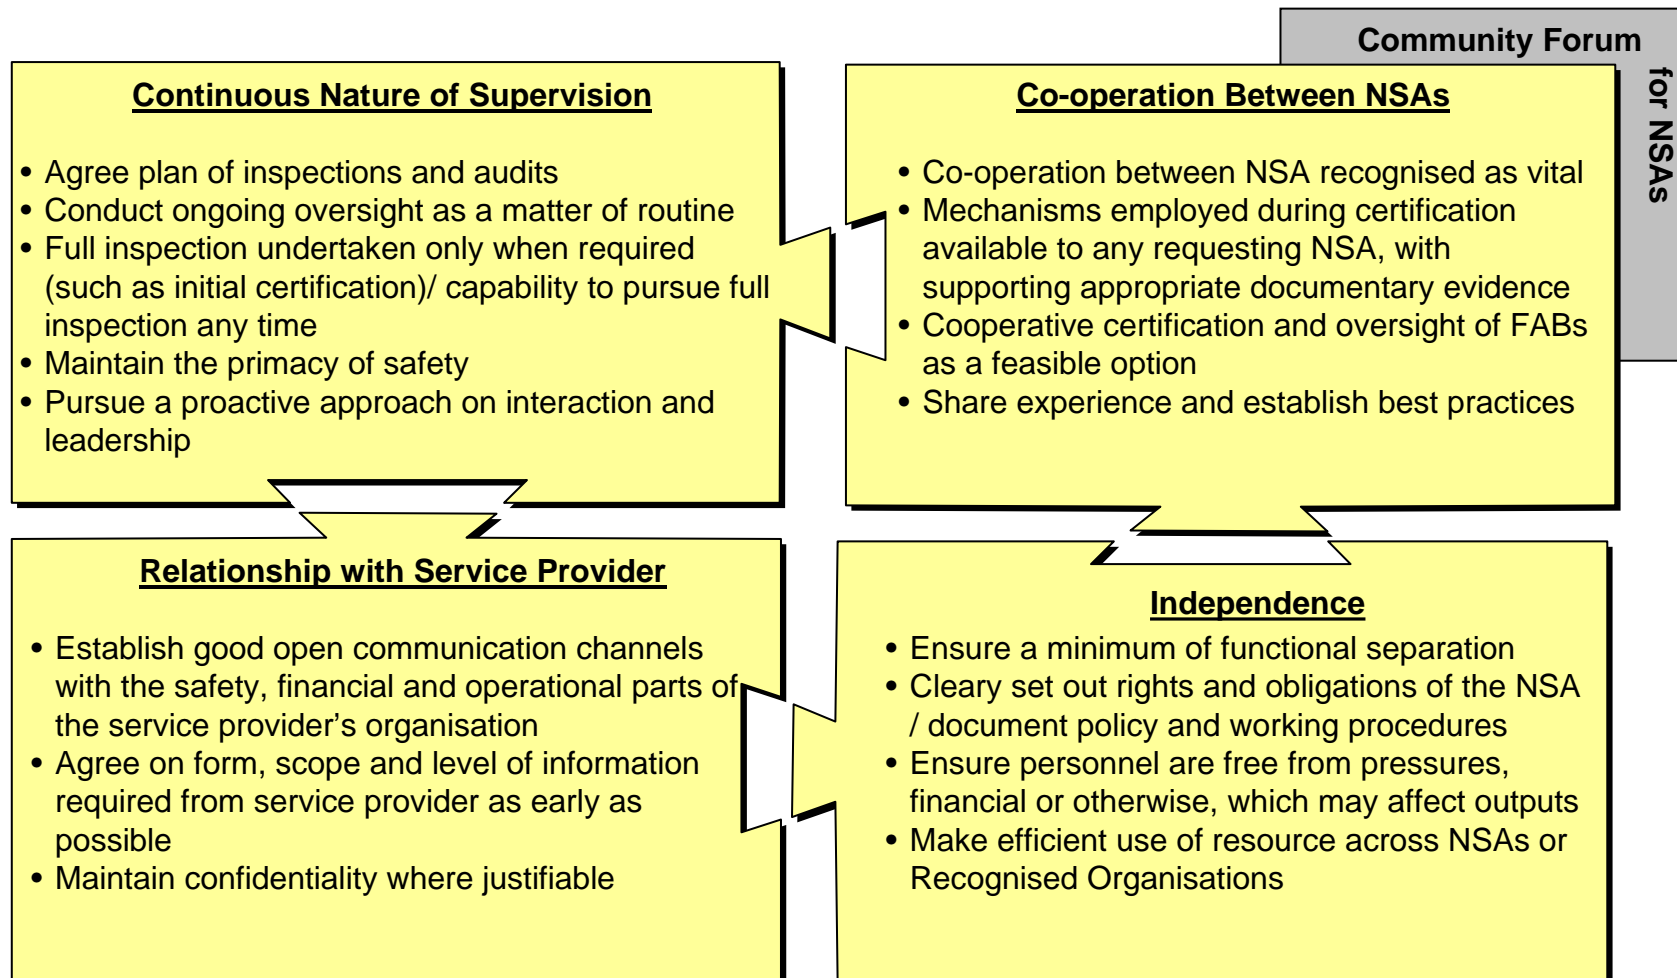 Community Forum
for NSAs
Continuous Nature of Supervision
• Agree plan of inspections and audits
• Conduct ongoing oversight as a matter of routine
• Full inspection undertaken only when required
(such as initial certification)/ capability to pursue full
inspection any time
• Maintain the primacy of safety
• Pursue a proactive approach on interaction and
leadership
Co-operation Between NSAs
• Co-operation between NSA recognised as vital
• Mechanisms employed during certification
available to any requesting NSA, with
supporting appropriate documentary evidence
• Cooperative certification and oversight of FABs
as a feasible option
• Share experience and establish best practices
Relationship with Service Provider
• Establish good open communication channels
with the safety, financial and operational parts of
the service provider’s organisation
• Agree on form, scope and level of information
required from service provider as early as
possible
• Maintain confidentiality where justifiable
Independence
• Ensure a minimum of functional separation
• Cleary set out rights and obligations of the NSA
/ document policy and working procedures
• Ensure personnel are free from pressures,
financial or otherwise, which may affect outputs
• Make efficient use of resource across NSAs or
Recognised Organisations